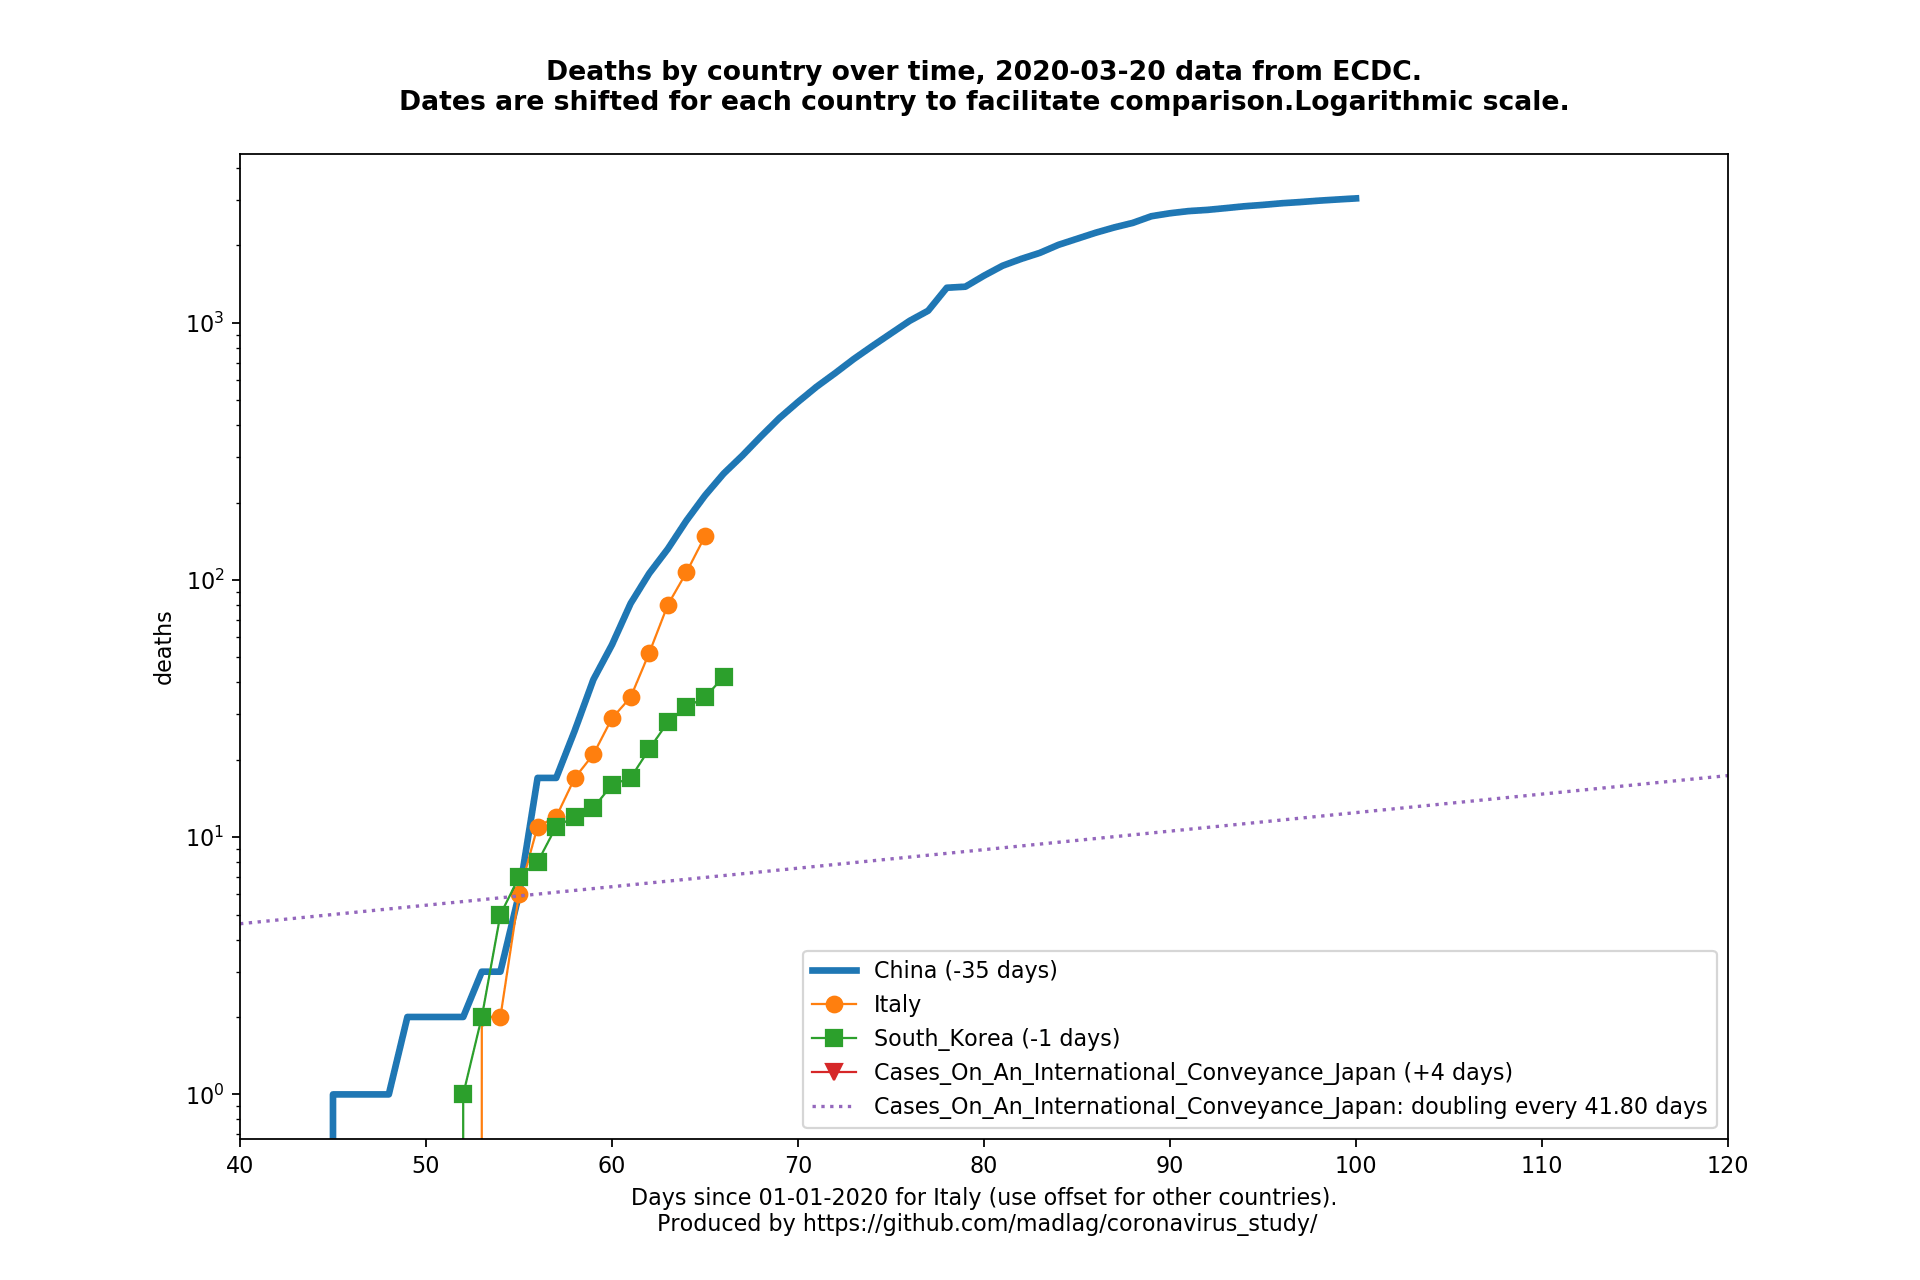 Deaths by country over time, 2020-03-20 data from ECDC.
Dates are shifted for each country to facilitate comparison.Logarithmic scale.
deaths
10³
10²
10¹
10⁰
China (-35 days)
Italy
South_Korea (-1 days)
Cases_On_An_International_Conveyance_Japan (+4 days)
Cases_On_An_International_Conveyance_Japan: doubling every 41.80 days
40 50 60 70 80 90 100 110 120
Days since 01-01-2020 for Italy (use offset for other countries).
Produced by https://github.com/madlag/coronavirus_study/